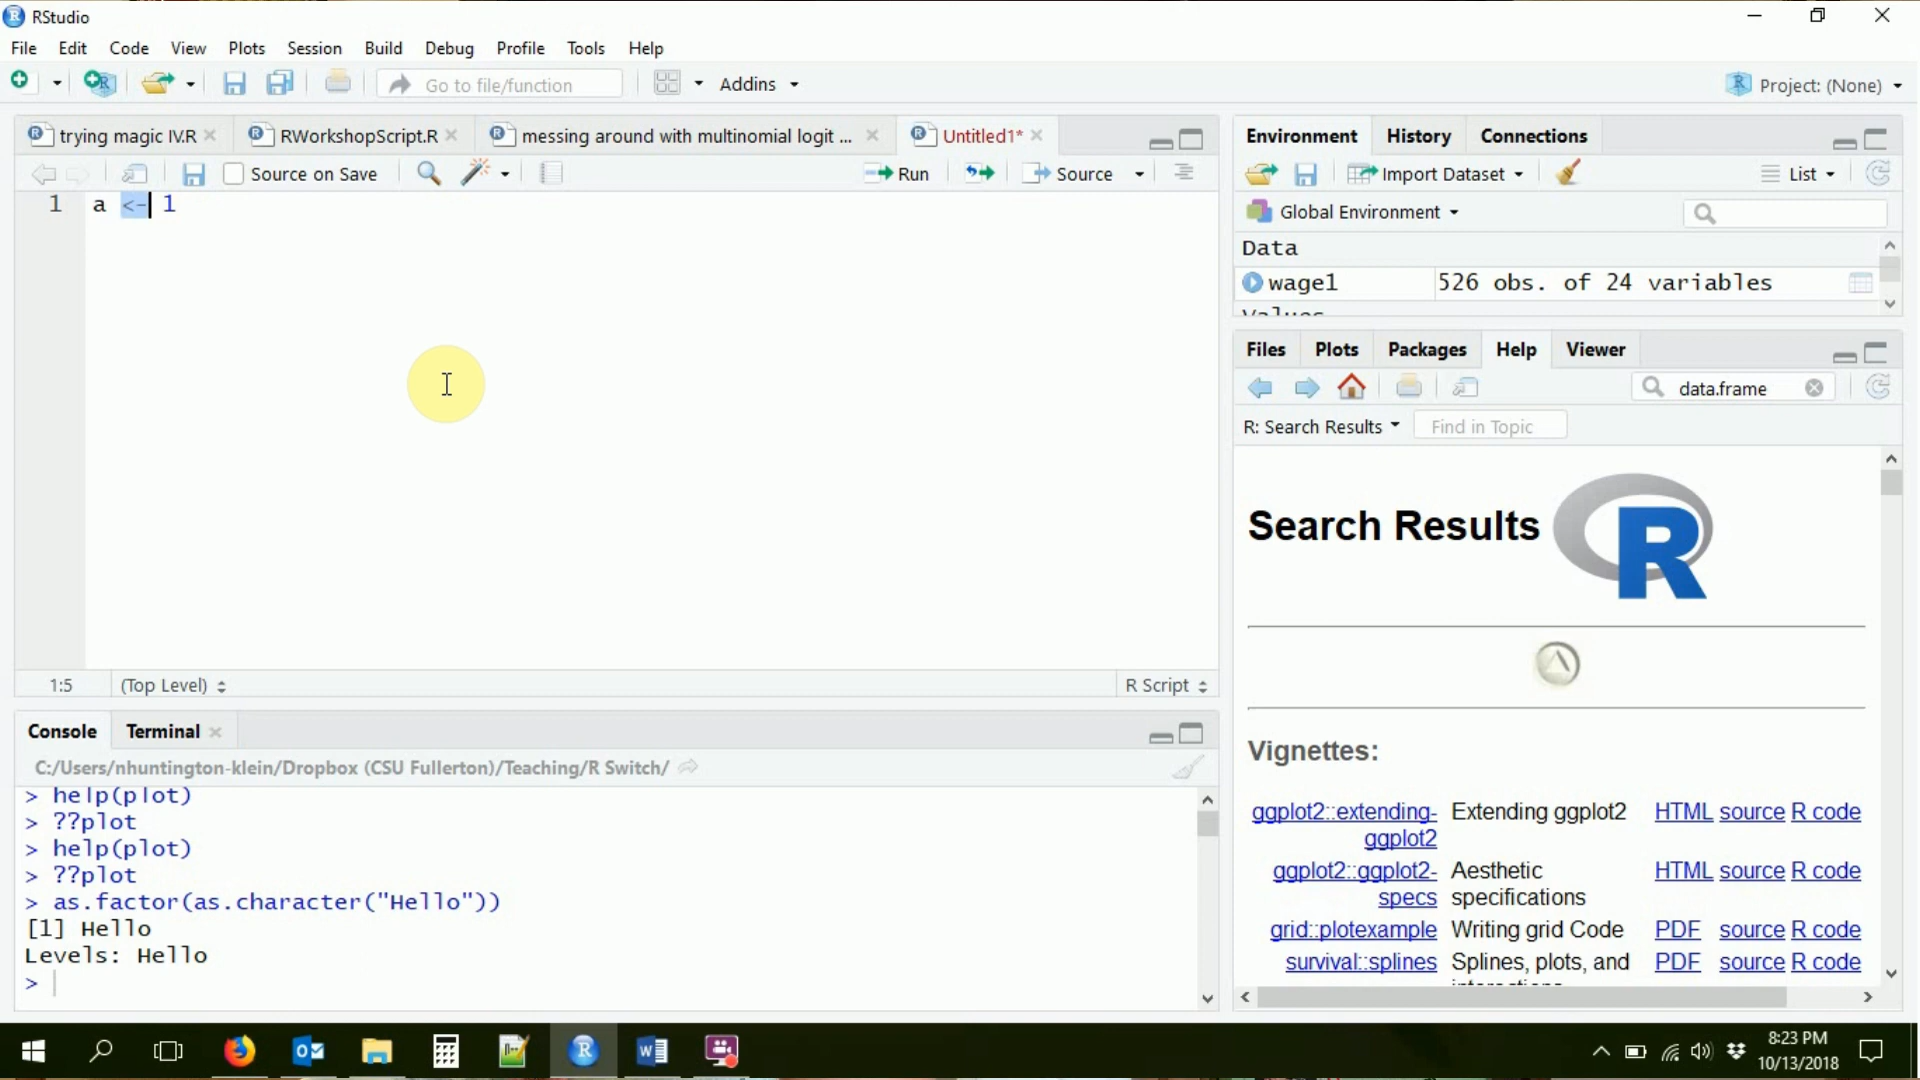 RStudio
File Edit Code View Plots Session Build Debug Profile Tools Help
Go to file/function Addins Project: (None)
trying magic IV.R RWorkshopScript.R messing around with multinomial logit ... Untitled1*
Source on Save Run Source
1 a <- 1
1:5 (Top Level) R Script
Console Terminal
C:/Users/nhuntington-klein/Dropbox (CSU Fullerton)/Teaching/R Switch/
> help(plot)
> ??plot
> help(plot)
> ??plot
> as.factor(as.character("Hello"))
[1] Hello
Levels: Hello
>
Environment History Connections
Import Dataset List
Global Environment
Data
wage1 526 obs. of 24 variables
Values
Files Plots Packages Help Viewer
data.frame
R: Search Results Find in Topic
Search Results R
Vignettes:
ggplot2::extending- Extending ggplot2 HTML source R code
ggplot2
ggplot2::ggplot2- Aesthetic HTML source R code
specs specifications
grid::plotexample Writing grid Code PDF source R code
survival::splines Splines, plots, and PDF source R code
interactions
8:23 PM
10/13/2018